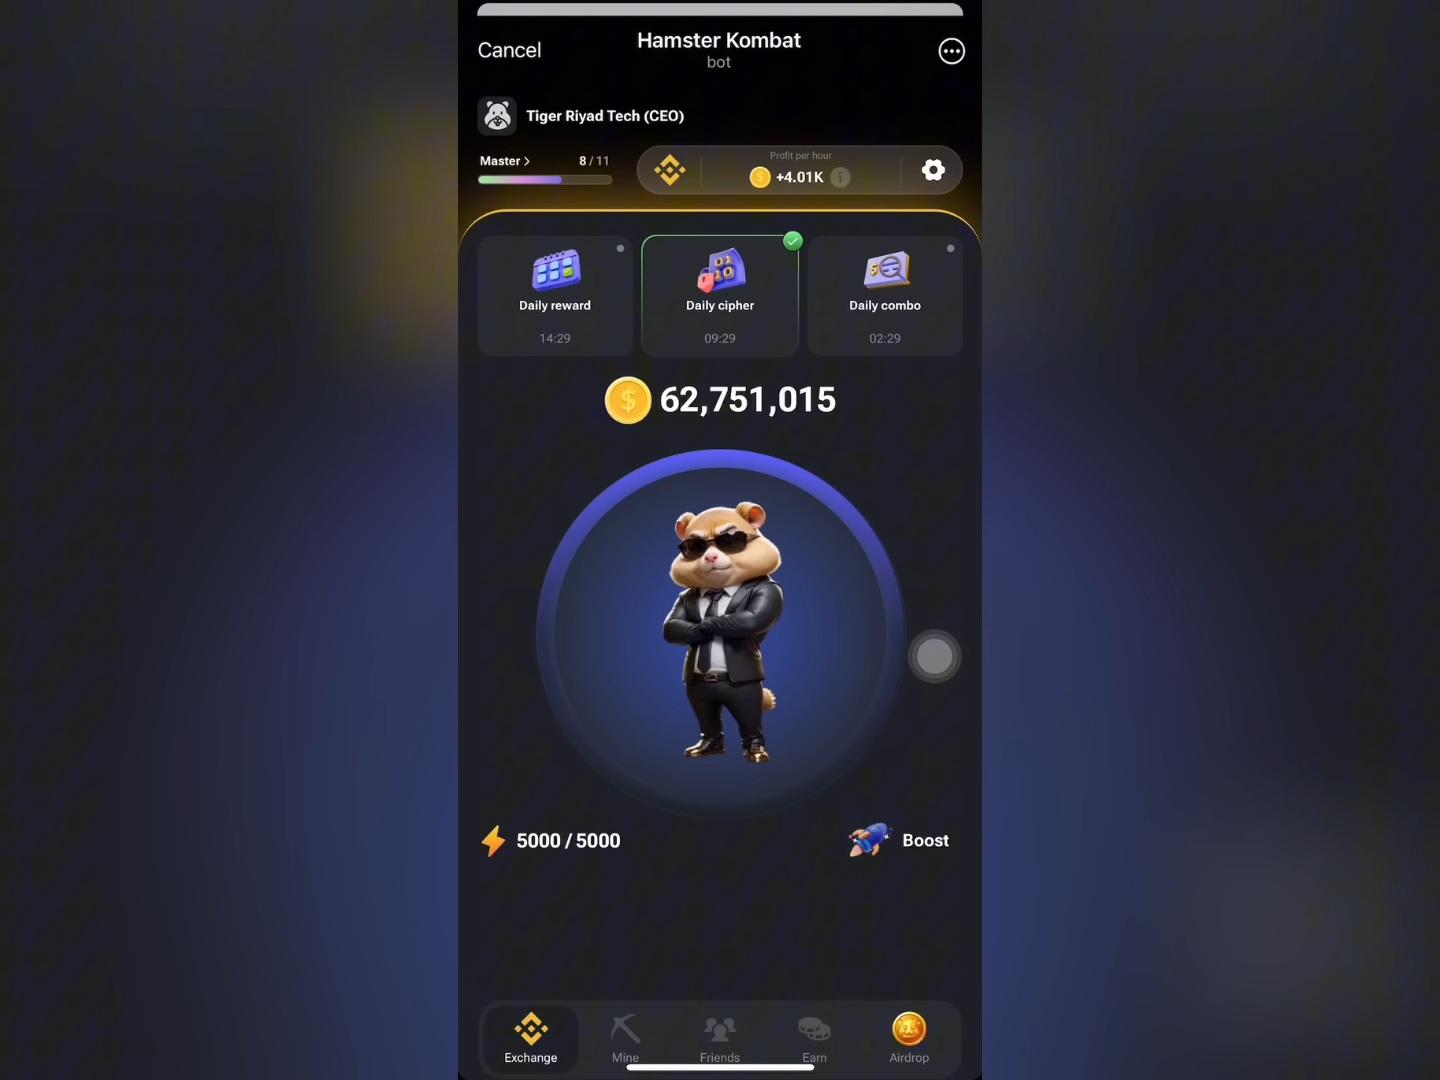 Cancel
Hamster Kombat
bot
Tiger Riyad Tech (CEO)
Master >
8 / 11
Profit per hour
+4.01K
Daily reward
14:29
Daily cipher
09:29
Daily combo
02:29
62,751,015
5000 / 5000
Boost
Exchange
Mine
Friends
Earn
Airdrop